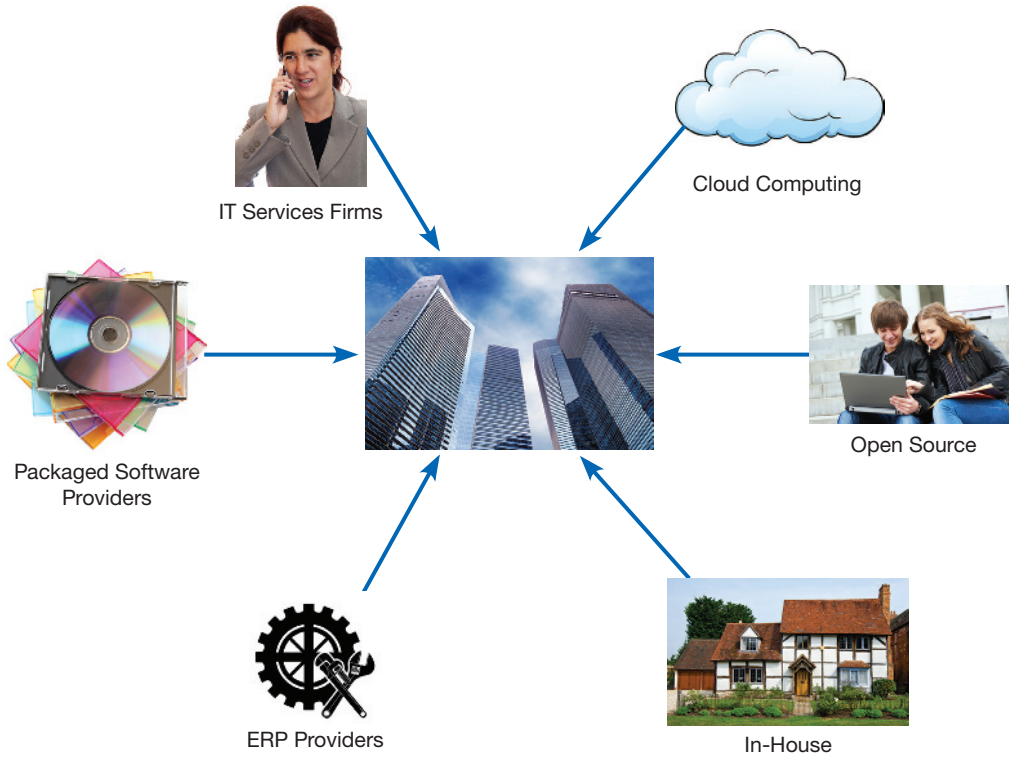 Cloud Computing
IT Services Firms
Open Source
Packaged Software
Providers
ERP Providers
In-House